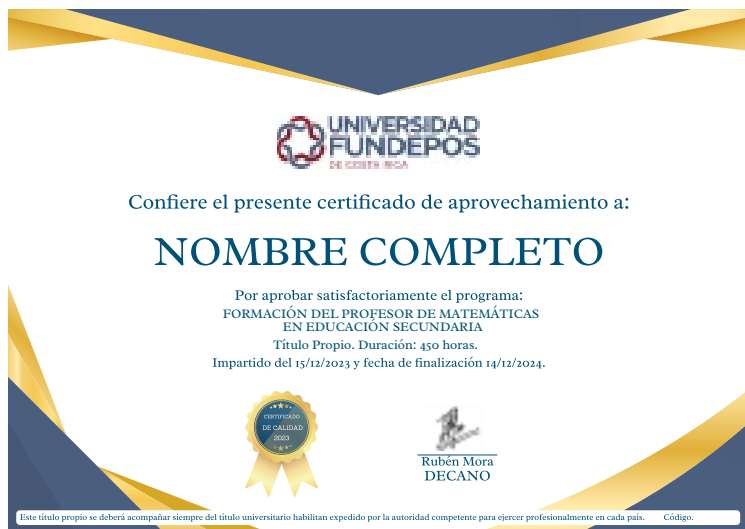 UNIVERSIDAD
FUNDEPOS
DE COSTA RICA
Confiere el presente certificado de aprovechamiento a:
NOMBRE COMPLETO
Por aprobar satisfactoriamente el programa:
FORMACIÓN DEL PROFESOR DE MATEMÁTICAS
EN EDUCACIÓN SECUNDARIA
Título Propio. Duración: 450 horas.
Impartido del 15/12/2023 y fecha de finalización 14/12/2024.
CERTIFICADO
DE CALIDAD
2023
Rubén Mora
DECANO
Este título propio se deberá acompañar siempre del título universitario habilitan expedido por la autoridad competente para ejercer profesionalmente en cada país. Código.